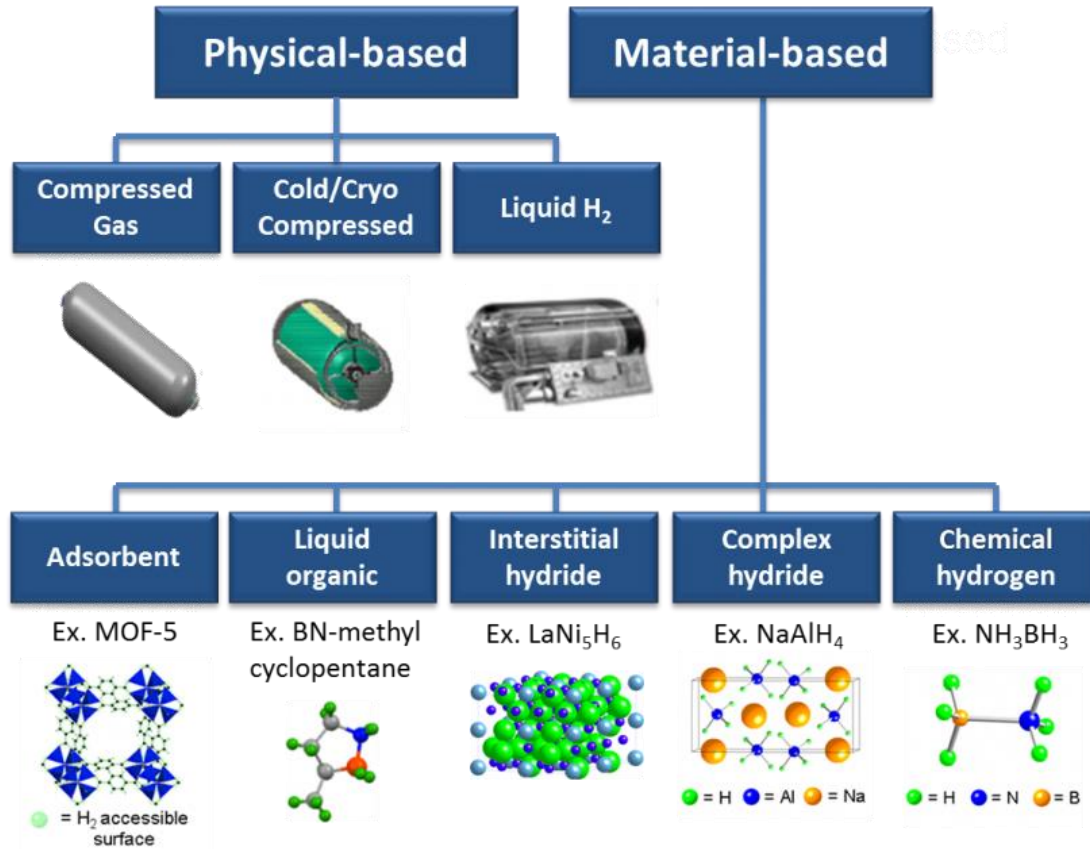 Physical-based
Material-based
Compressed
Gas
Cold/Cryo
Compressed
Liquid H₂
Adsorbent
Liquid
organic
Interstitial
hydride
Complex
hydride
Chemical
hydrogen
Ex. MOF-5
Ex. BN-methyl
cyclopentane
Ex. LaNi₅H₆
Ex. NaAlH₄
Ex. NH₃BH₃
= H₂ accessible
surface
= H = Al = Na
= H = N = B